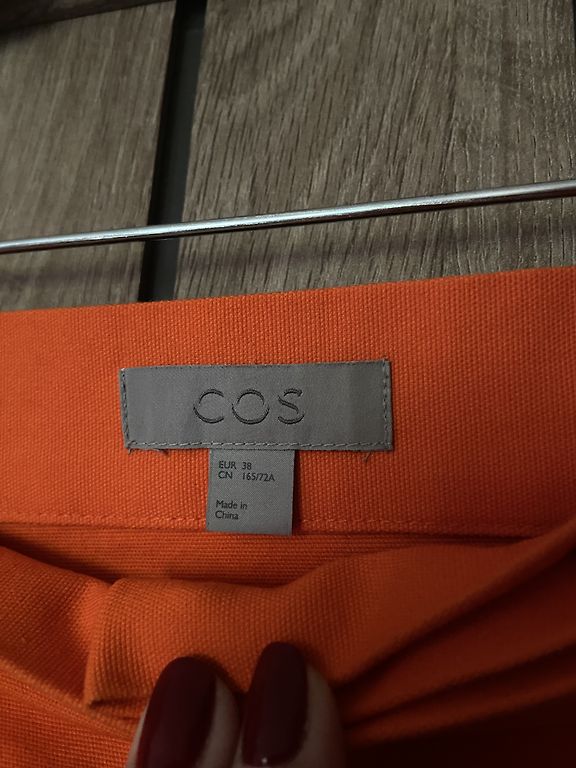 COS
EUR 38
CN 165/72A
Made in
China